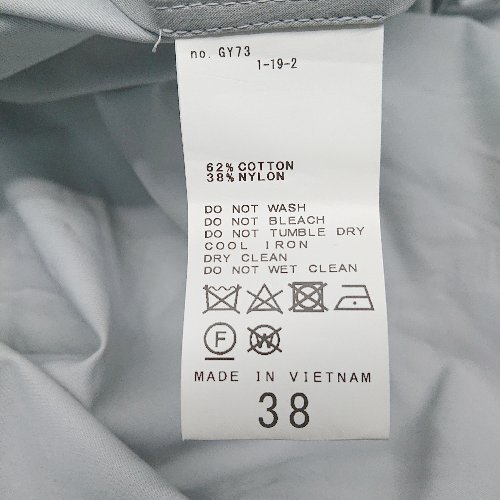 no. GY73
1-19-2
62% COTTON
38% NYLON
DO NOT WASH
DO NOT BLEACH
DO NOT TUMBLE DRY
COOL IRON
DRY CLEAN
DO NOT WET CLEAN
F W
MADE IN VIETNAM
38